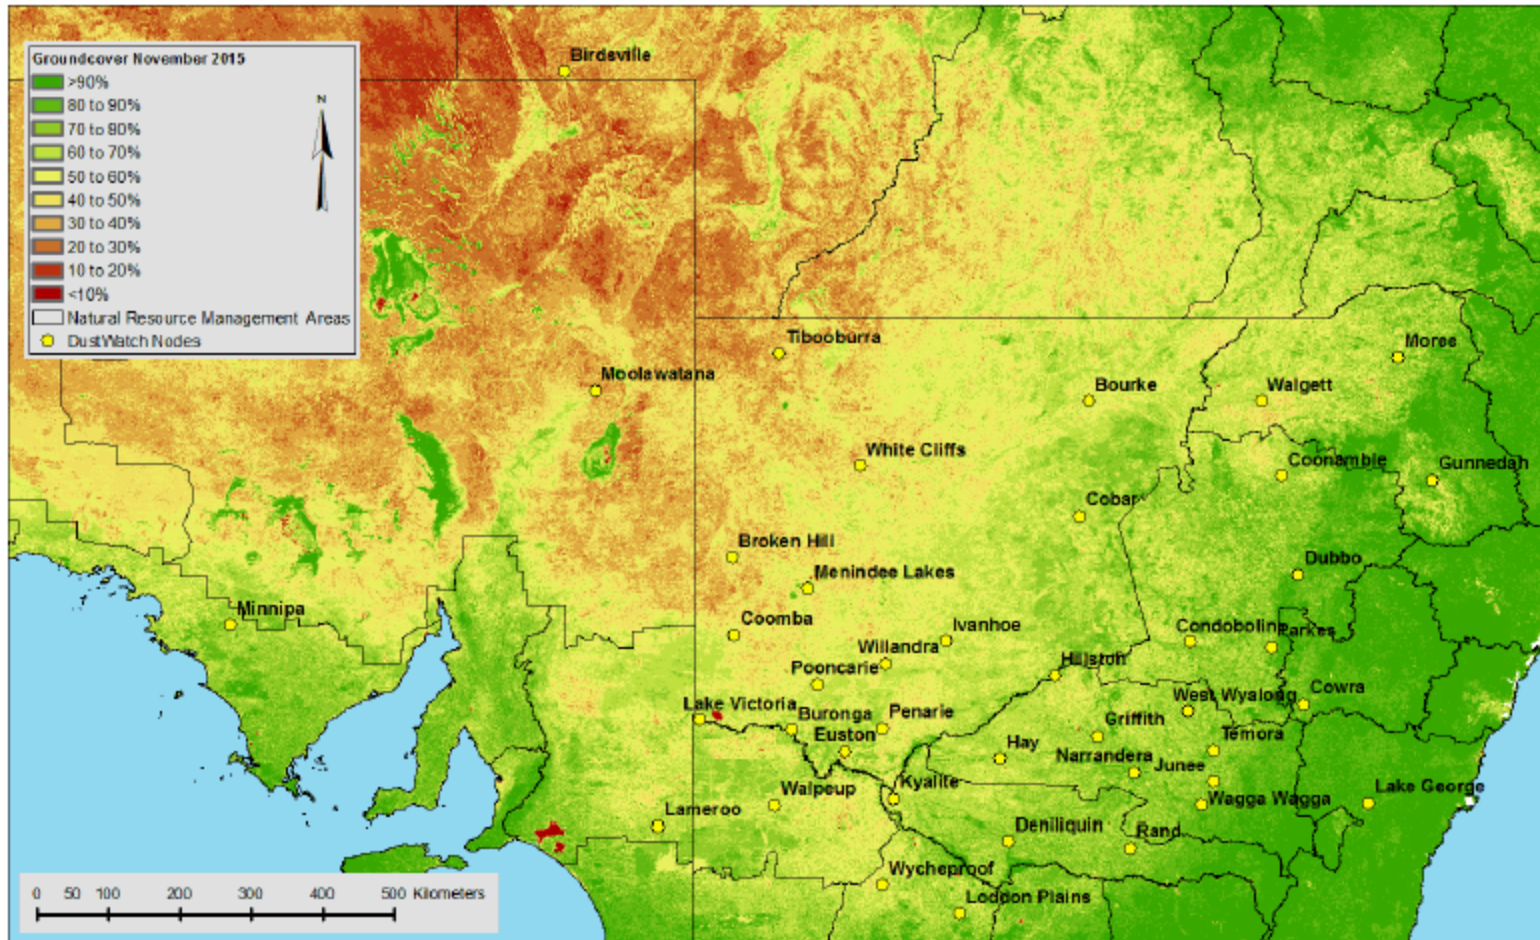 Groundcover November 2015
>90%
80 to 90%
70 to 80%
60 to 70%
50 to 60%
40 to 50%
30 to 40%
20 to 30%
10 to 20%
<10%
Natural Resource Management Areas
DustWatch Nodes
N
Birdsville
Tibooburra
Moolawatana
Moree
Bourke
Walgett
White Cliffs
Coonamble
Gunnedah
Cobar
Broken Hill
Menindee Lakes
Dubbo
Minnipa
Coomba
Ivanhoe
Condobolin
Parkes
Willandra
Pooncarie
Hillston
West Wyalong
Cowra
Lake Victoria
Buronga
Penarie
Griffith
Euston
Temora
Hay
Narrandera
Junee
Walpeup
Kyalite
Wagga Wagga
Lake George
Lameroo
Deniliquin
Rand
Wycheproof
Loddon Plains
0 50 100 200 300 400 500 Kilometers